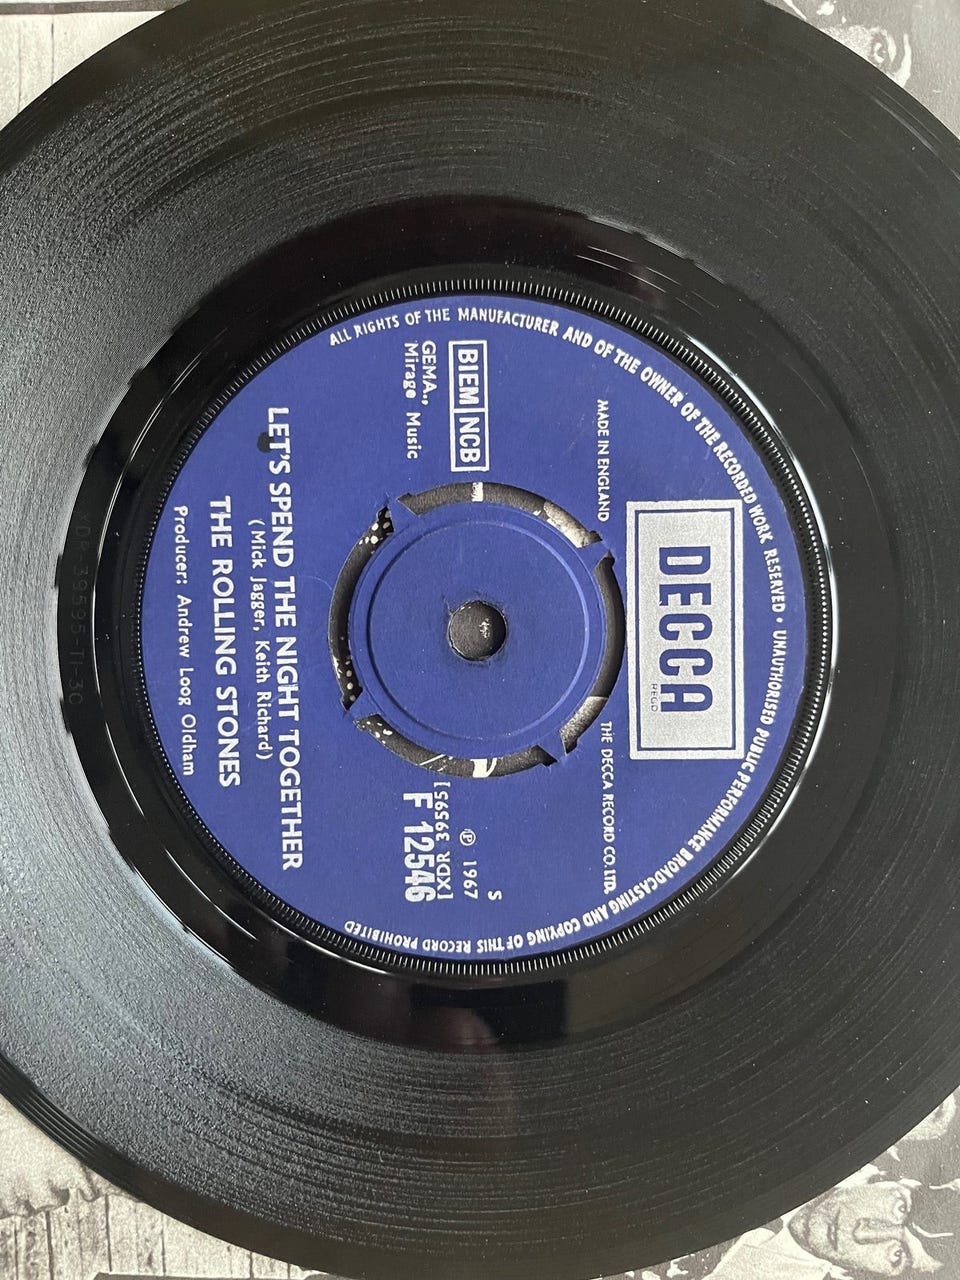 ALL RIGHTS OF THE MANUFACTURER AND OF THE OWNER OF THE RECORDED WORK RESERVED • UNAUTHORISED PUBLIC PERFORMANCE BROADCASTING AND COPYING OF THIS RECORD PROHIBITED
DECCA
REGD
MADE IN ENGLAND
THE DECCA RECORD CO. LTD.
BIEM NCB
GEMA.,
Mirage Music
S
℗ 1967
[XDR 39595]
F 12546
LET'S SPEND THE NIGHT TOGETHER
(Mick Jagger, Keith Richard)
THE ROLLING STONES
Producer: Andrew Loog Oldham